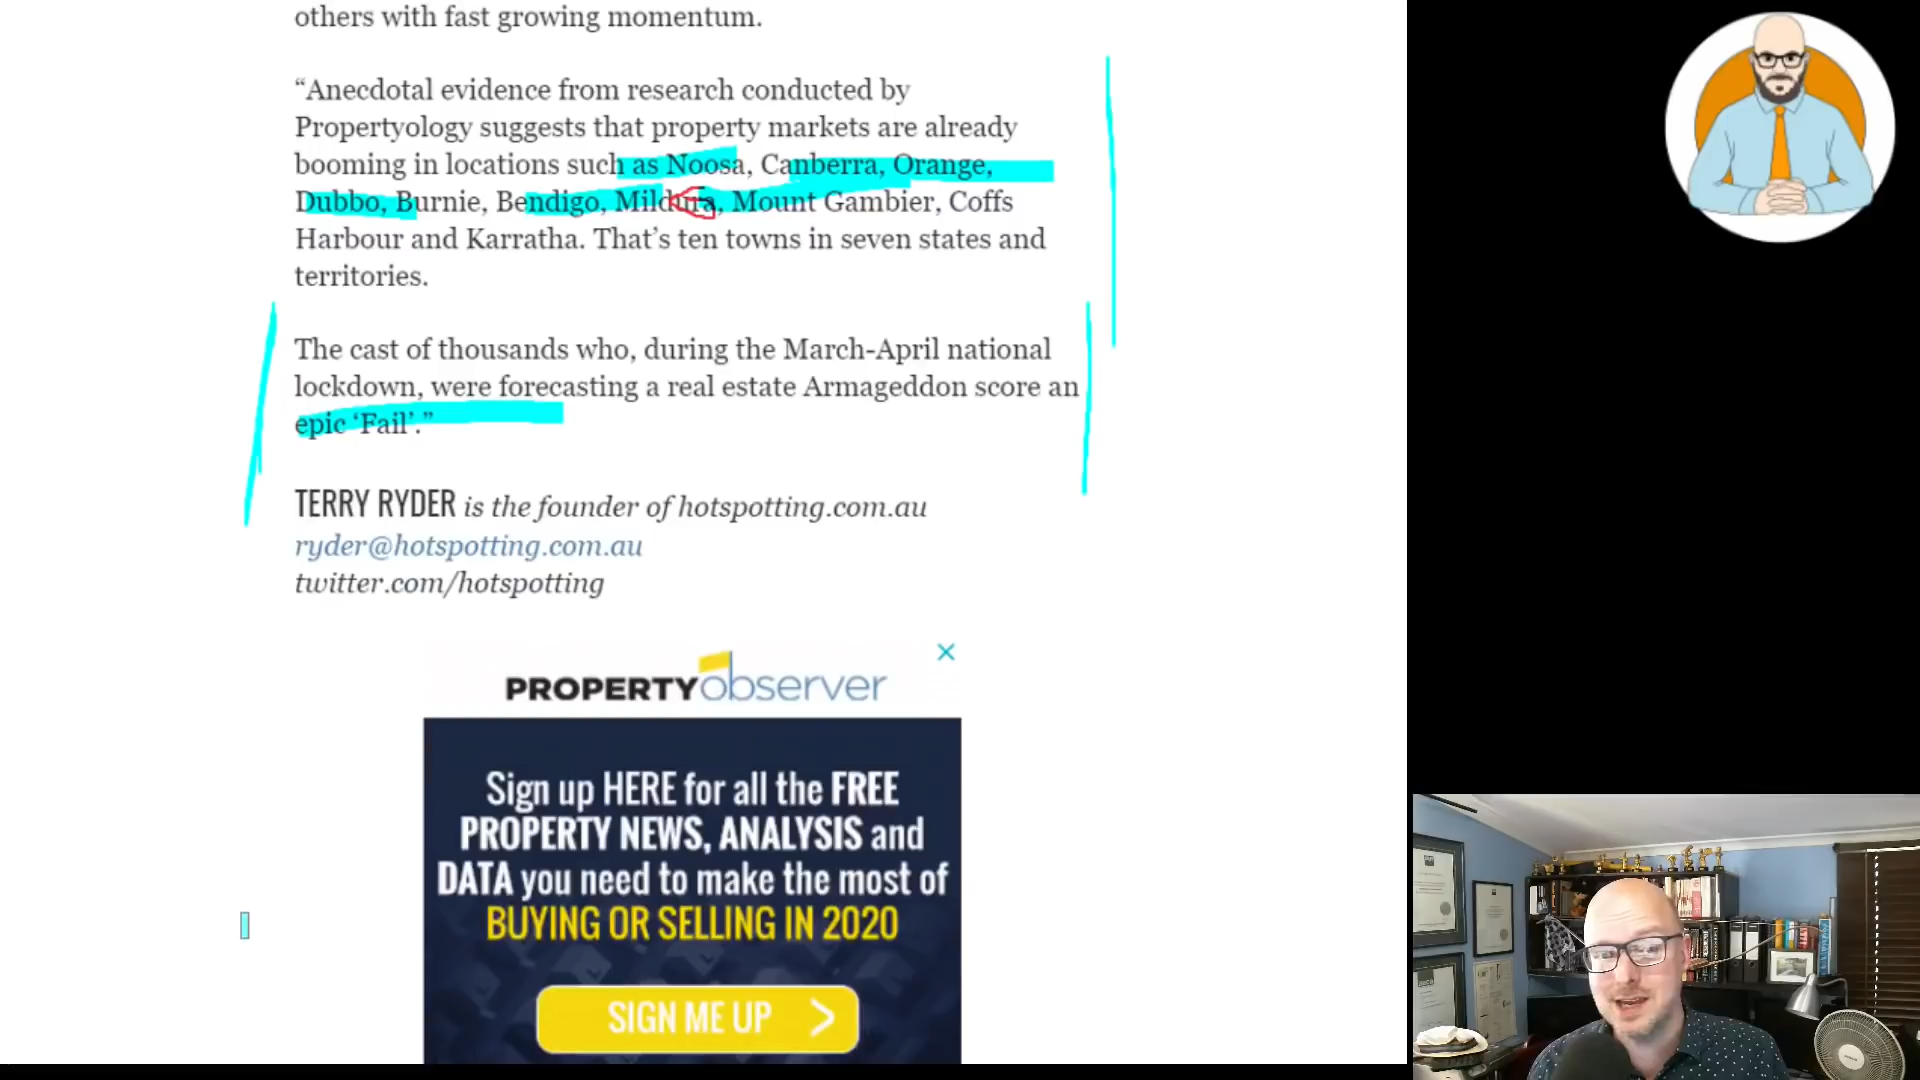 others with fast growing momentum.
“Anecdotal evidence from research conducted by
Propertyology suggests that property markets are already
booming in locations such as Noosa, Canberra, Orange,
Dubbo, Burnie, Bendigo, Mildura, Mount Gambier, Coffs
Harbour and Karratha. That’s ten towns in seven states and
territories.
The cast of thousands who, during the March-April national
lockdown, were forecasting a real estate Armageddon score an
epic ‘Fail’.”
TERRY RYDER is the founder of hotspotting.com.au
ryder@hotspotting.com.au
twitter.com/hotspotting
PROPERTYobserver
Sign up HERE for all the FREE
PROPERTY NEWS, ANALYSIS and
DATA you need to make the most of
BUYING OR SELLING IN 2020
SIGN ME UP >